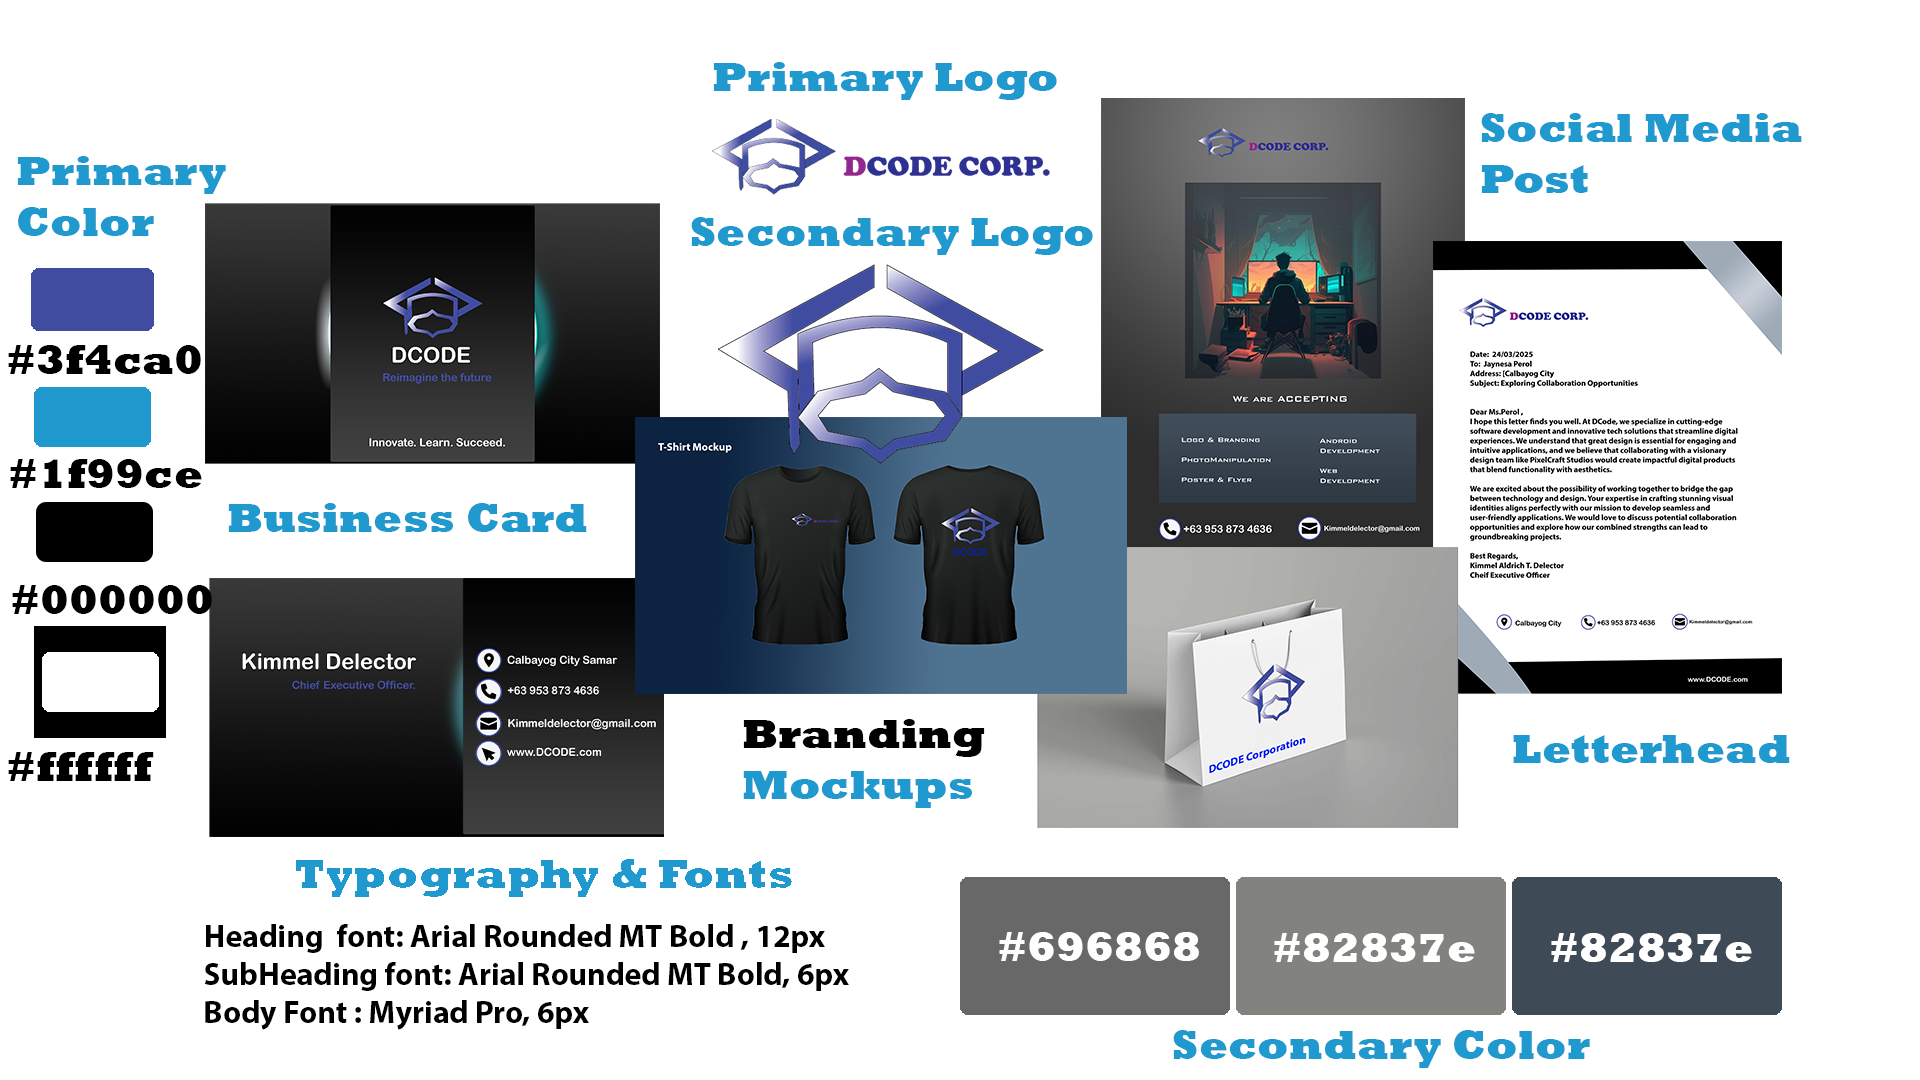 Primary
Color
#3f4ca0
#1f99ce
#000000
#ffffff
DCODE
Reimagine the future
Innovate. Learn. Succeed.
Business Card
Kimmel Delector
Chief Executive Officer.
Calbayog City Samar
+63 953 873 4636
Kimmeldelector@gmail.com
www.DCODE.com
Primary Logo
DCODE CORP.
Secondary Logo
T-Shirt Mockup
DCODE CORP.
DCODE
Branding
Mockups
DCODE CORP.
We are ACCEPTING
Logo & Branding
PhotoManipulation
Poster & Flyer
Android
Development
Web
Development
+63 953 873 4636
Kimmeldelector@gmail.com
Social Media
Post
DCODE CORP.
Date: 24/03/2025
To: Jaynesa Perol
Address: [Calbayog City
Subject: Exploring Collaboration Opportunities
Dear Ms.Perol ,
I hope this letter finds you well. At DCode, we specialize in cutting-edge
software development and innovative tech solutions that streamline digital
experiences. We understand that great design is essential for engaging and
intuitive applications, and we believe that collaborating with a visionary
design team like PixelCraft Studios would create impactful digital products
that blend functionality with aesthetics.
We are excited about the possibility of working together to bridge the gap
between technology and design. Your expertise in crafting stunning visual
identities aligns perfectly with our mission to develop seamless and
user-friendly applications. We would love to discuss potential collaboration
opportunities and explore how our combined strengths can lead to
groundbreaking projects.
Best Regards,
Kimmel Aldrich T. Delector
Cheif Executive Officer
Calbayog City
+63 953 873 4636
Kimmeldelector@gmail.com
www.DCODE.com
Letterhead
DCODE Corporation
Typography & Fonts
Heading  font: Arial Rounded MT Bold , 12px
SubHeading font: Arial Rounded MT Bold, 6px
Body Font : Myriad Pro, 6px
#696868
#82837e
#82837e
Secondary Color